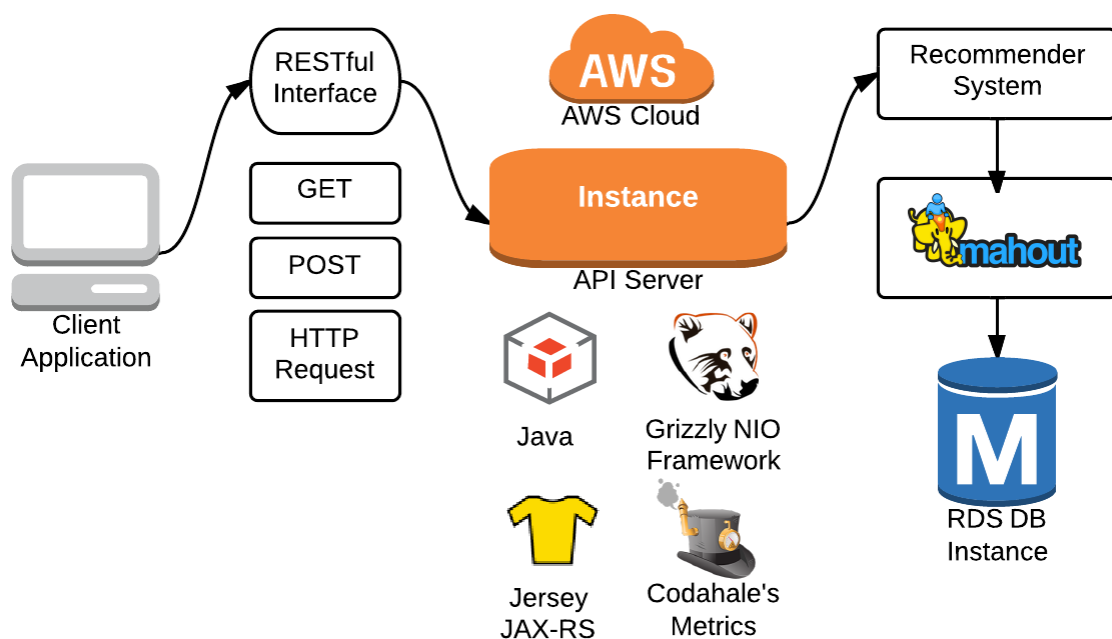 RESTful
Interface
GET
POST
HTTP
Request
Client
Application
AWS
AWS Cloud
Instance
API Server
Java
Grizzly NIO
Framework
Jersey
JAX-RS
Codahale's
Metrics
Recommender
System
mahout
M
RDS DB
Instance